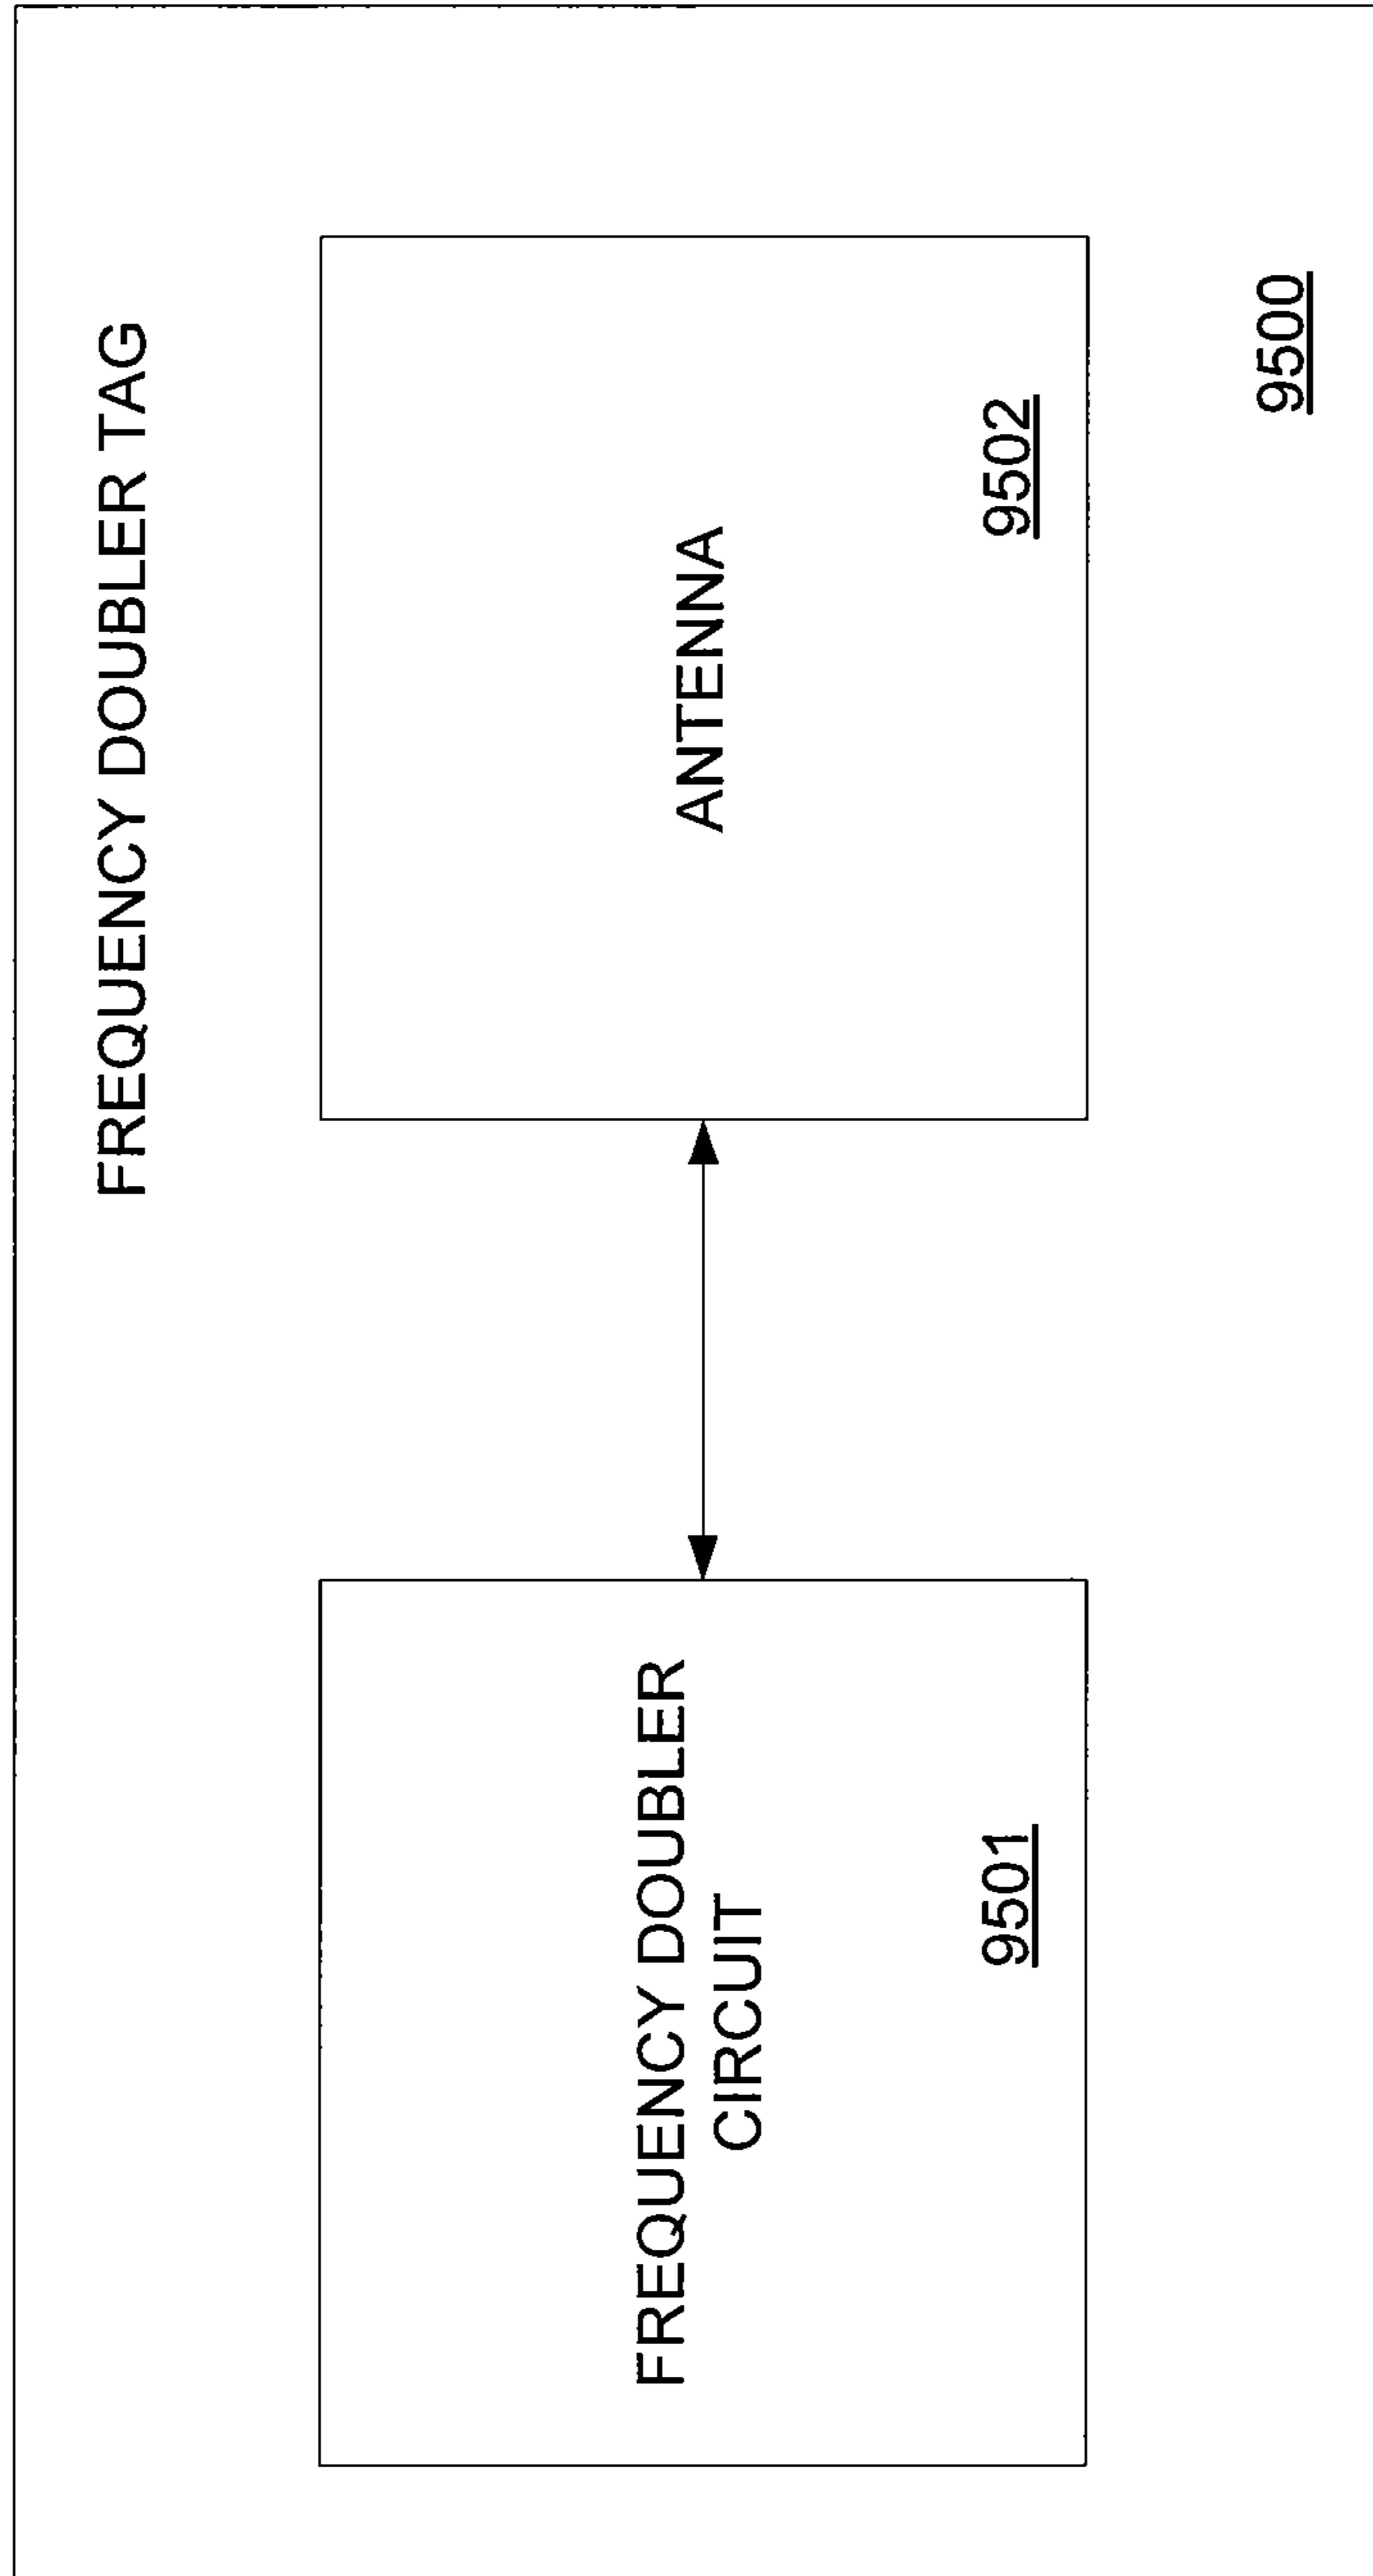 FREQUENCY DOUBLER TAG
FREQUENCY DOUBLER
CIRCUIT
9501
ANTENNA
9502
9500